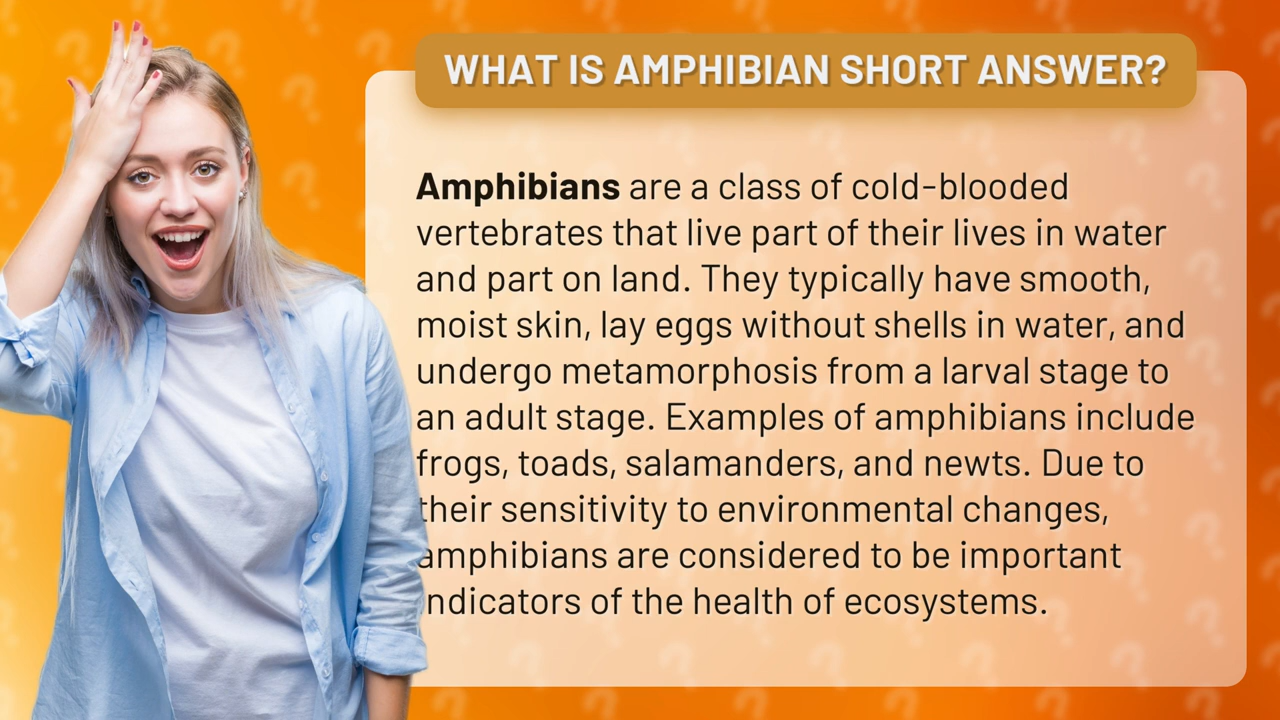 WHAT IS AMPHIBIAN SHORT ANSWER?
Amphibians are a class of cold-blooded
vertebrates that live part of their lives in water
and part on land. They typically have smooth,
moist skin, lay eggs without shells in water, and
undergo metamorphosis from a larval stage to
an adult stage. Examples of amphibians include
frogs, toads, salamanders, and newts. Due to
their sensitivity to environmental changes,
amphibians are considered to be important
indicators of the health of ecosystems.